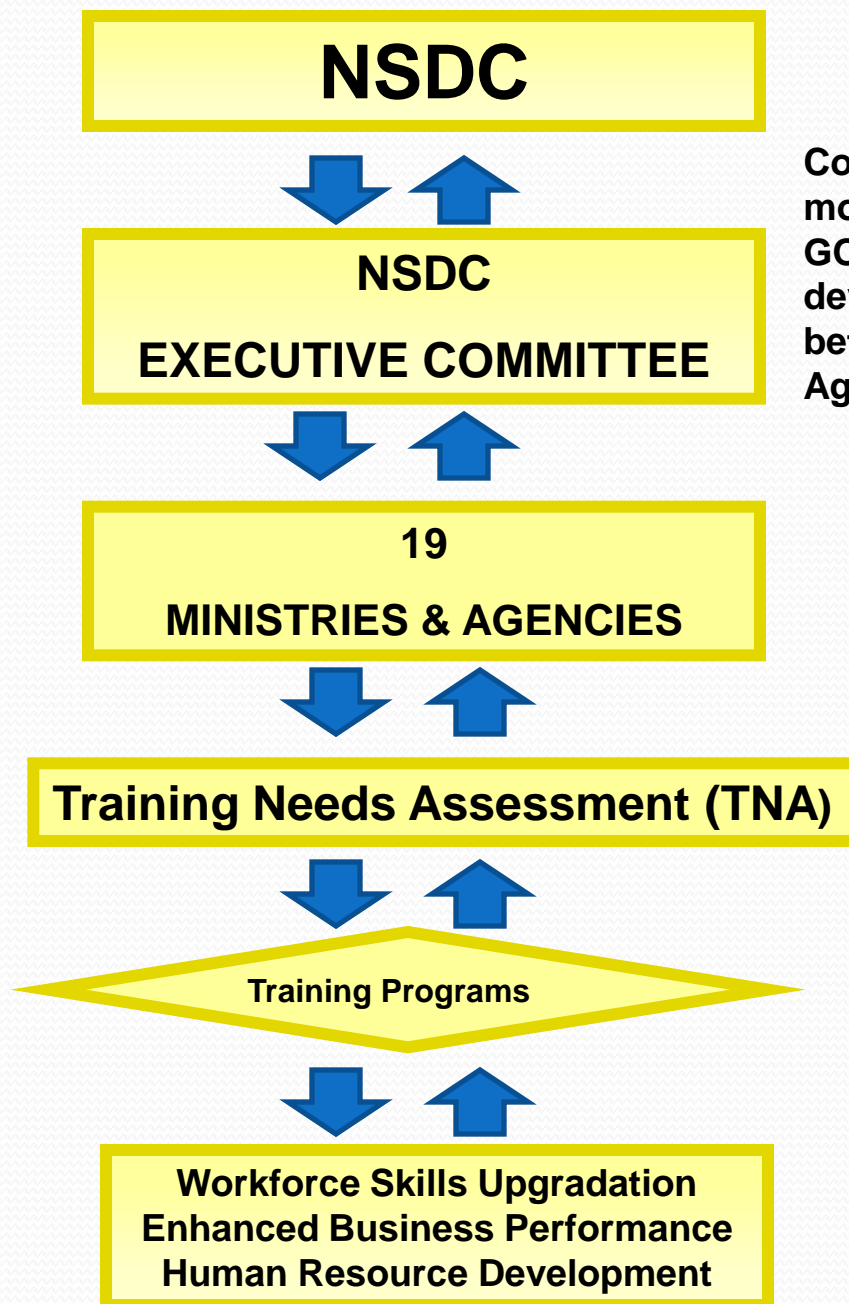 NSDC
NSDC
EXECUTIVE COMMITTEE
19
MINISTRIES & AGENCIES
Training Needs Assessment (TNA)
Training Programs
Workforce Skills Upgradation
Enhanced Business Performance
Human Resource Development